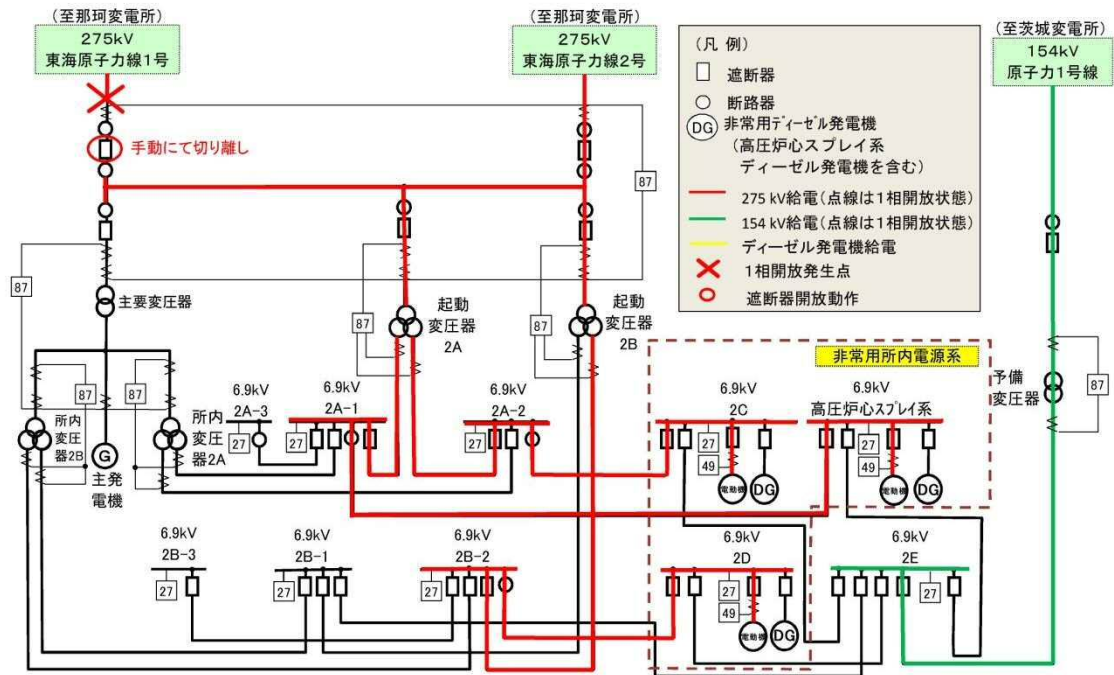 (至那珂変電所)
275kV
東海原子力線1号
(至那珂変電所)
275kV
東海原子力線2号
(至茨城変電所)
154kV
原子力1号線
(凡 例)
遮断器
断路器
DG
非常用ディーゼル発電機
(高圧炉心スプレイ系
ディーゼル発電機を含む)
275 kV給電(点線は1相開放状態)
154 kV給電(点線は1相開放状態)
ディーゼル発電機給電
1相開放発生点
遮断器開放動作
手動にて切り離し
87
87
87
87
87
87
87
主要変圧器
起動
変圧器
2A
起動
変圧器
2B
予備
変圧器
所内
変圧
器2B
G
主発
電機
所内
変圧
器2A
非常用所内電源系
6.9kV
2A-3
27
6.9kV
2A-1
27
6.9kV
2A-2
27
6.9kV
2C
27
49
電動機
DG
6.9kV
高圧炉心スプレイ系
27
49
電動機
DG
6.9kV
2B-3
27
6.9kV
2B-1
27
6.9kV
2B-2
27
6.9kV
2D
27
49
電動機
DG
6.9kV
2E
27